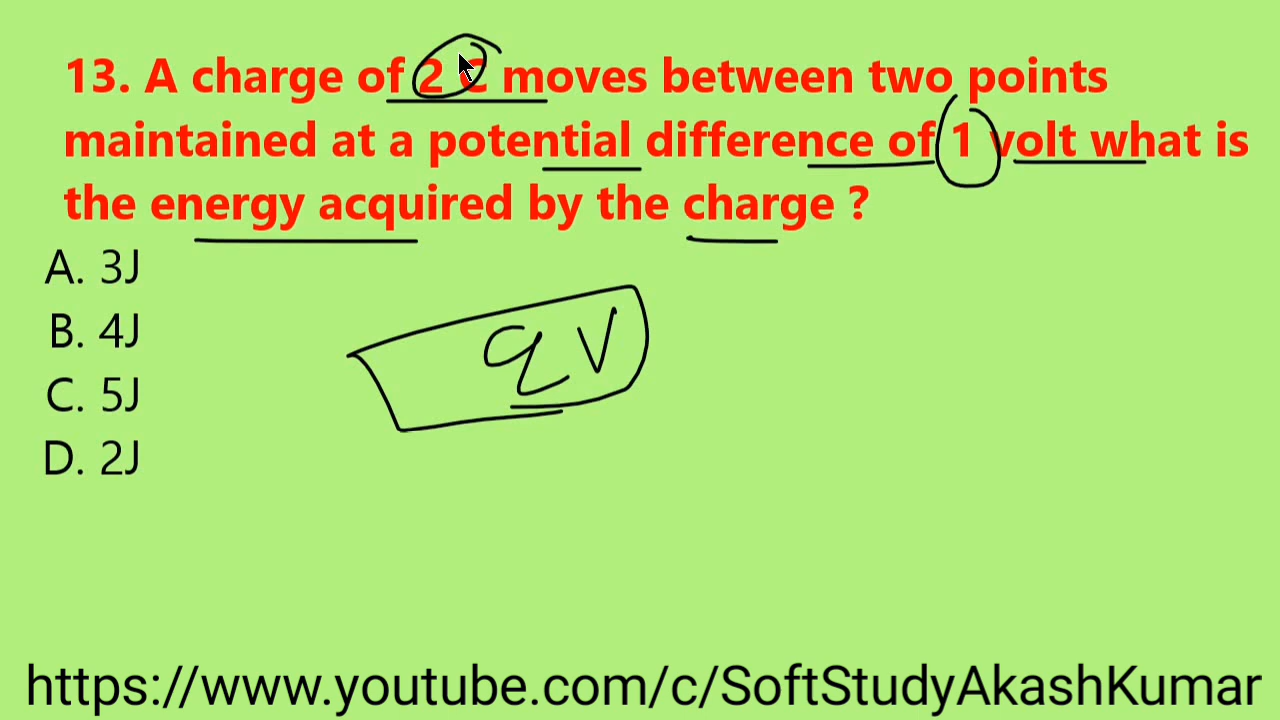 13. A charge of 2 C moves between two points
maintained at a potential difference of 1 volt what is
the energy acquired by the charge ?
A. 3J
B. 4J
C. 5J
D. 2J
qV
https://www.youtube.com/c/SoftStudyAkashKumar